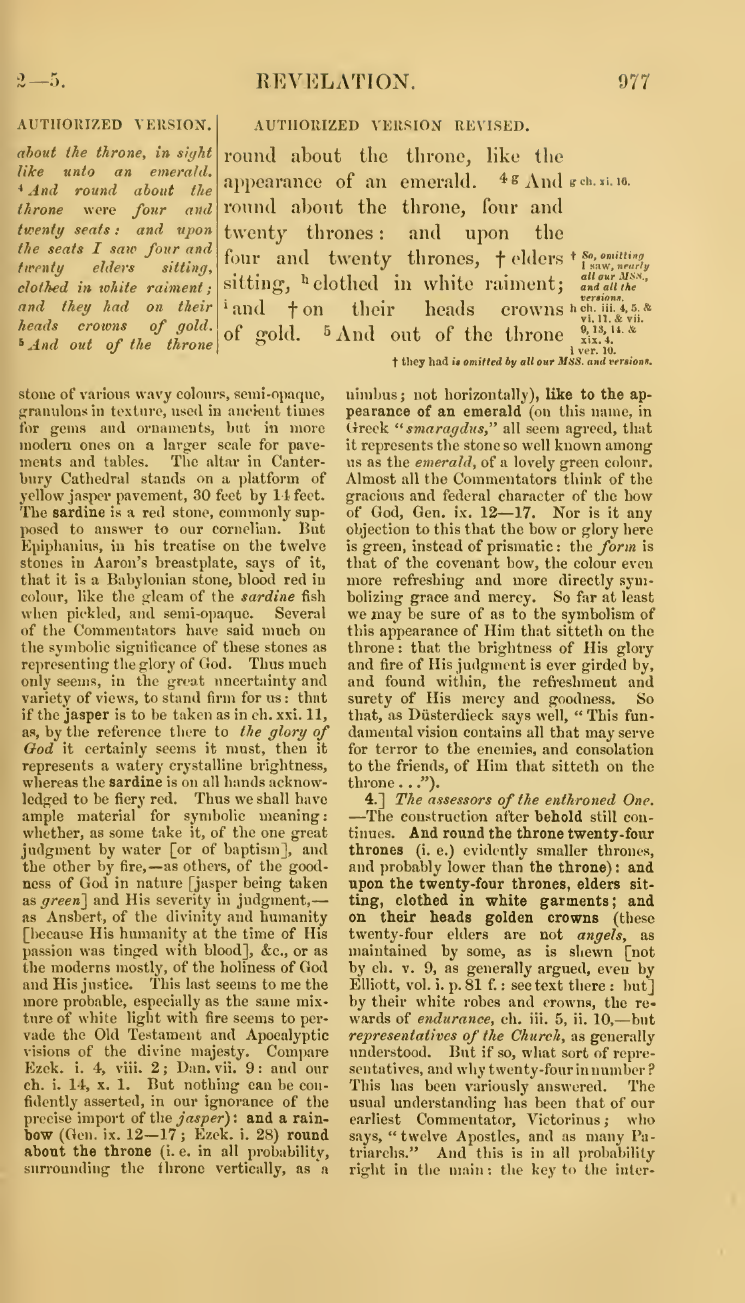 2—5.
REVELATION.
977
AUTHORIZED VERSION.
about the throne, in sight
like unto an emerald.
4 And round about the
throne were four and
twenty seats: and upon
the seats I saw four and
twenty elders sitting,
clothed in white raiment;
and they had on their
heads crowns of gold.
5 And out of the throne
AUTHORIZED VERSION REVISED.
round about the throne, like the
appearance of an emerald. 4 g And
round about the throne, four and
twenty thrones: and upon the
four and twenty thrones, † elders
sitting, h clothed in white raiment;
i and † on their heads crowns
of gold. 5 And out of the throne
g ch. xi. 16.
† So, omitting
I saw, nearly
all our MSS.,
and all the
versions.
h ch. iii. 4, 5. &
vi. 11. & vii.
9, 13, 14. &
xix. 4.
i ver. 10.
† they had is omitted by all our MSS. and versions.
stone of various wavy colours, semi-opaque,
granulous in texture, used in ancient times
for gems and ornaments, but in more
modern ones on a larger scale for pave-
ments and tables. The altar in Canter-
bury Cathedral stands on a platform of
yellow jasper pavement, 30 feet by 14 feet.
The sardine is a red stone, commonly sup-
posed to answer to our cornelian. But
Epiphanius, in his treatise on the twelve
stones in Aaron's breastplate, says of it,
that it is a Babylonian stone, blood red in
colour, like the gleam of the sardine fish
when pickled, and semi-opaque. Several
of the Commentators have said much on
the symbolic significance of these stones as
representing the glory of God. Thus much
only seems, in the great uncertainty and
variety of views, to stand firm for us: that
if the jasper is to be taken as in ch. xxi. 11,
as, by the reference there to the glory of
God it certainly seems it must, then it
represents a watery crystalline brightness,
whereas the sardine is on all hands acknow-
ledged to be fiery red. Thus we shall have
ample material for symbolic meaning:
whether, as some take it, of the one great
judgment by water [or of baptism], and
the other by fire,—as others, of the good-
ness of God in nature [jasper being taken
as green] and His severity in judgment,—
as Ansbert, of the divinity and humanity
[because His humanity at the time of His
passion was tinged with blood], &c., or as
the moderns mostly, of the holiness of God
and His justice. This last seems to me the
more probable, especially as the same mix-
ture of white light with fire seems to per-
vade the Old Testament and Apocalyptic
visions of the divine majesty. Compare
Ezek. i. 4, viii. 2; Dan. vii. 9: and our
ch. i. 14, x. 1. But nothing can be con-
fidently asserted, in our ignorance of the
precise import of the jasper): and a rain-
bow (Gen. ix. 12—17; Ezek. i. 28) round
about the throne (i. e. in all probability,
surrounding the throne vertically, as a
nimbus; not horizontally), like to the ap-
pearance of an emerald (on this name, in
Greek "smaragdus," all seem agreed, that
it represents the stone so well known among
us as the emerald, of a lovely green colour.
Almost all the Commentators think of the
gracious and federal character of the bow
of God, Gen. ix. 12—17. Nor is it any
objection to this that the bow or glory here
is green, instead of prismatic: the form is
that of the covenant bow, the colour even
more refreshing and more directly sym-
bolizing grace and mercy. So far at least
we may be sure of as to the symbolism of
this appearance of Him that sitteth on the
throne: that the brightness of His glory
and fire of His judgment is ever girded by,
and found within, the refreshment and
surety of His mercy and goodness. So
that, as Düsterdieck says well, "This fun-
damental vision contains all that may serve
for terror to the enemies, and consolation
to the friends, of Him that sitteth on the
throne . . .").
4.] The assessors of the enthroned One.
—The construction after behold still con-
tinues. And round the throne twenty-four
thrones (i. e.) evidently smaller thrones,
and probably lower than the throne): and
upon the twenty-four thrones, elders sit-
ting, clothed in white garments; and
on their heads golden crowns (these
twenty-four elders are not angels, as
maintained by some, as is shewn [not
by ch. v. 9, as generally argued, even by
Elliott, vol. i. p. 81 f.: see text there: but]
by their white robes and crowns, the re-
wards of endurance, ch. iii. 5, ii. 10,—but
representatives of the Church, as generally
understood. But if so, what sort of repre-
sentatives, and why twenty-four in number?
This has been variously answered. The
usual understanding has been that of our
earliest Commentator, Victorinus; who
says, "twelve Apostles, and as many Pa-
triarchs." And this is in all probability
right in the main: the key to the inter-